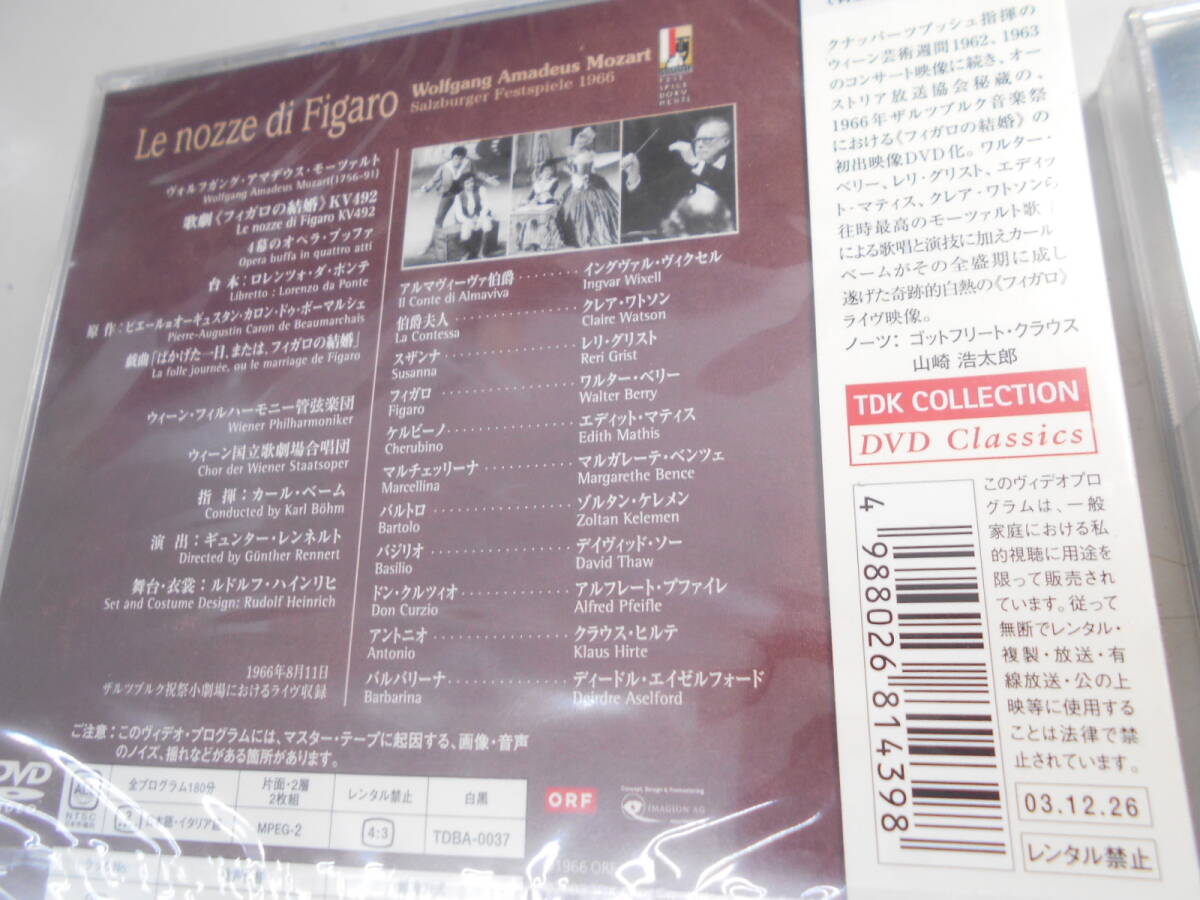 Le nozze di Figaro
Wolfgang Amadeus Mozart
Salzburger Festspiele 1966
FEST
SPIELE
DOKU
MENTE
ヴォルフガング・アマデウス・モーツァルト
Wolfgang Amadeus Mozart(1756-91)
歌劇《フィガロの結婚》KV492
Le nozze di Figaro KV492
4幕のオペラ・ブッファ
Opera buffa in quattro atti
台 本：ロレンツォ・ダ・ポンテ
Libretto : Lorenzo da Ponte
原 作：ピエール=オーギュスタン・カロン・ドゥ・ボーマルシェ
Pierre-Augustin Caron de Beaumarchais
戯曲「ばかげた一日、または、フィガロの結婚」
La folle journée, ou le mariage de Figaro
ウィーン・フィルハーモニー管弦楽団
Wiener Philharmoniker
ウィーン国立歌劇場合唱団
Chor der Wiener Staatsoper
指 揮：カール・ベーム
Conducted by Karl Böhm
演 出：ギュンター・レンネルト
Directed by Günther Rennert
舞台・衣裳：ルドルフ・ハインリヒ
Set and Costume Design: Rudolf Heinrich
1966年8月11日
ザルツブルク祝祭小劇場におけるライヴ収録
アルマヴィーヴァ伯爵 ········ イングヴァル・ヴィクセル
Il Conte di Almaviva Ingvar Wixell
伯爵夫人 ················ クレア・ワトソン
La Contessa Claire Watson
スザンナ ················ レリ・グリスト
Susanna Reri Grist
フィガロ ················ ワルター・ベリー
Figaro Walter Berry
ケルビーノ ·············· エディット・マティス
Cherubino Edith Mathis
マルチェッリーナ ·········· マルガレーテ・ベンツェ
Marcellina Margarethe Bence
バルトロ ················ ゾルタン・ケレメン
Bartolo Zoltan Kelemen
バジリオ ················ デイヴィッド・ソー
Basilio David Thaw
ドン・クルツィオ ·········· アルフレート・プファイレ
Don Curzio Alfred Pfeifle
アントニオ ·············· クラウス・ヒルテ
Antonio Klaus Hirte
バルバリーナ ············ ディードル・エイゼルフォード
Barbarina Deirdre Aselford
ご注意：このヴィデオ・プログラムには、マスター・テープに起因する、画像・音声
のノイズ、揺れなどがある箇所があります。
DVD
ALL
NTSC
全プログラム180分
片面・2層
2枚組
レンタル禁止
白黒
MPEG-2
4:3
TDBA-0037
ORF
IMAGION AG
クナッパーツブッシュ指揮の
ウィーン芸術週間1962、1963
のコンサート映像に続き、オー
ストリア放送協会秘蔵の、
1966年ザルツブルク音楽祭
における《フィガロの結婚》の
初出映像DVD化。ワルター・
ベリー、レリ・グリスト、エディッ
ト・マティス、クレア・ワトソンら
往時最高のモーツァルト歌手
による歌唱と演技に加えカール・
ベームがその全盛期に成し
遂げた奇跡的白熱の《フィガロ》
ライヴ映像。
ノーツ：ゴットフリート・クラウス
山崎 浩太郎
TDK COLLECTION
DVD Classics
4 988026 814398
このヴィデオプロ
グラムは、一般
家庭における私
的視聴に用途を
限って販売され
ています。従って
無断でレンタル・
複製・放送・有
線放送・公の上
映等に使用する
ことは法律で禁
止されています。
03.12.26
レンタル禁止